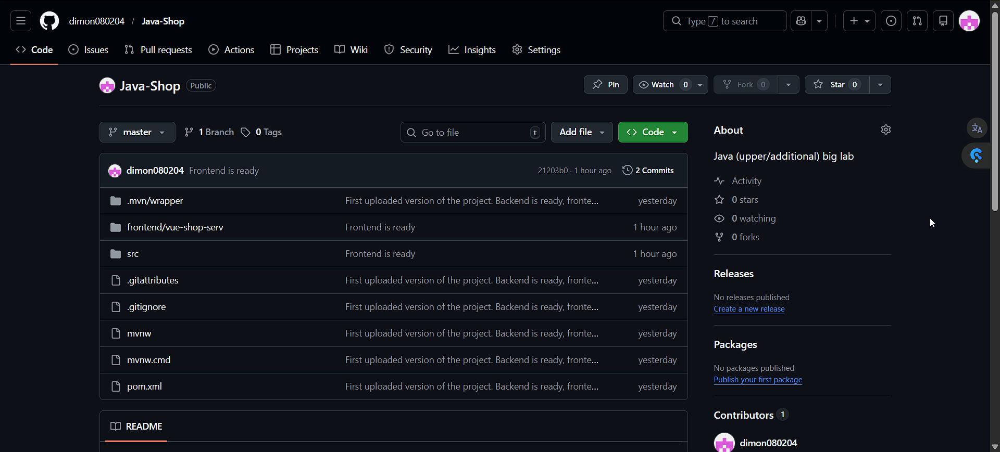 dimon080204 / Java-Shop
Type / to search
Code Issues Pull requests Actions Projects Wiki Security Insights Settings
Java-Shop Public
Pin Watch 0 Fork 0 Star 0
master 1 Branch 0 Tags
Go to file t Add file Code
dimon080204 Frontend is ready 21203b0 · 1 hour ago 2 Commits
.mvn/wrapper First uploaded version of the project. Backend is ready, fronte... yesterday
frontend/vue-shop-serv Frontend is ready 1 hour ago
src Frontend is ready 1 hour ago
.gitattributes First uploaded version of the project. Backend is ready, fronte... yesterday
.gitignore First uploaded version of the project. Backend is ready, fronte... yesterday
mvnw First uploaded version of the project. Backend is ready, fronte... yesterday
mvnw.cmd First uploaded version of the project. Backend is ready, fronte... yesterday
pom.xml First uploaded version of the project. Backend is ready, fronte... yesterday
README
About
Java (upper/additional) big lab
Activity
0 stars
0 watching
0 forks
Releases
No releases published
Create a new release
Packages
No packages published
Publish your first package
Contributors 1
dimon080204